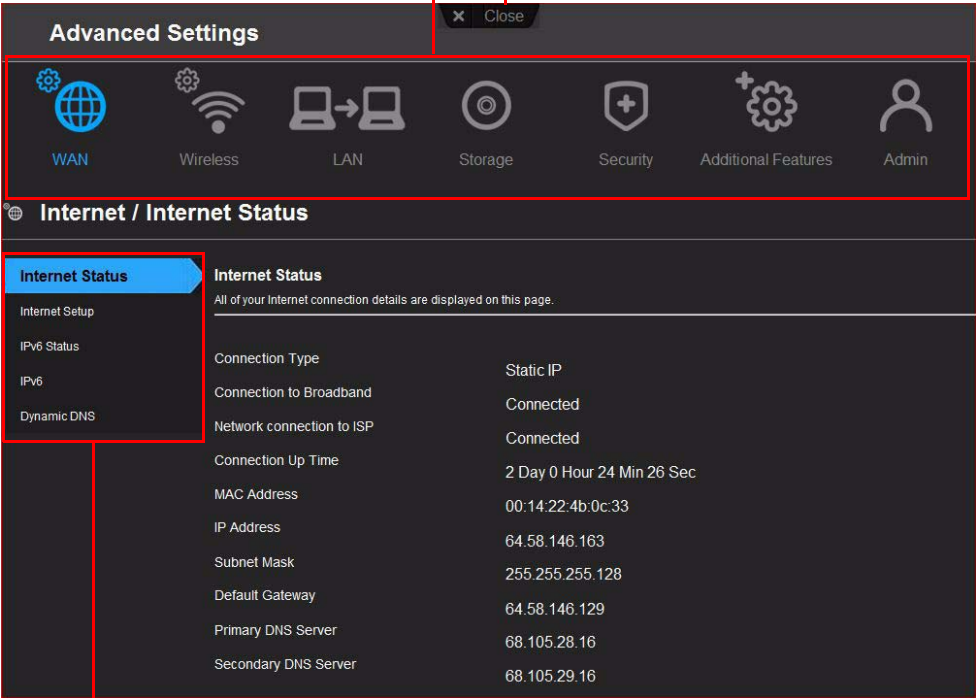 × Close
Advanced Settings
WAN Wireless LAN Storage Security Additional Features Admin
Internet / Internet Status
Internet Status
Internet Setup
IPv6 Status
IPv6
Dynamic DNS
Internet Status
All of your Internet connection details are displayed on this page.
Connection Type Static IP
Connection to Broadband Connected
Network connection to ISP Connected
Connection Up Time 2 Day 0 Hour 24 Min 26 Sec
MAC Address 00:14:22:4b:0c:33
IP Address 64.58.146.163
Subnet Mask 255.255.255.128
Default Gateway 64.58.146.129
Primary DNS Server 68.105.28.16
Secondary DNS Server 68.105.29.16